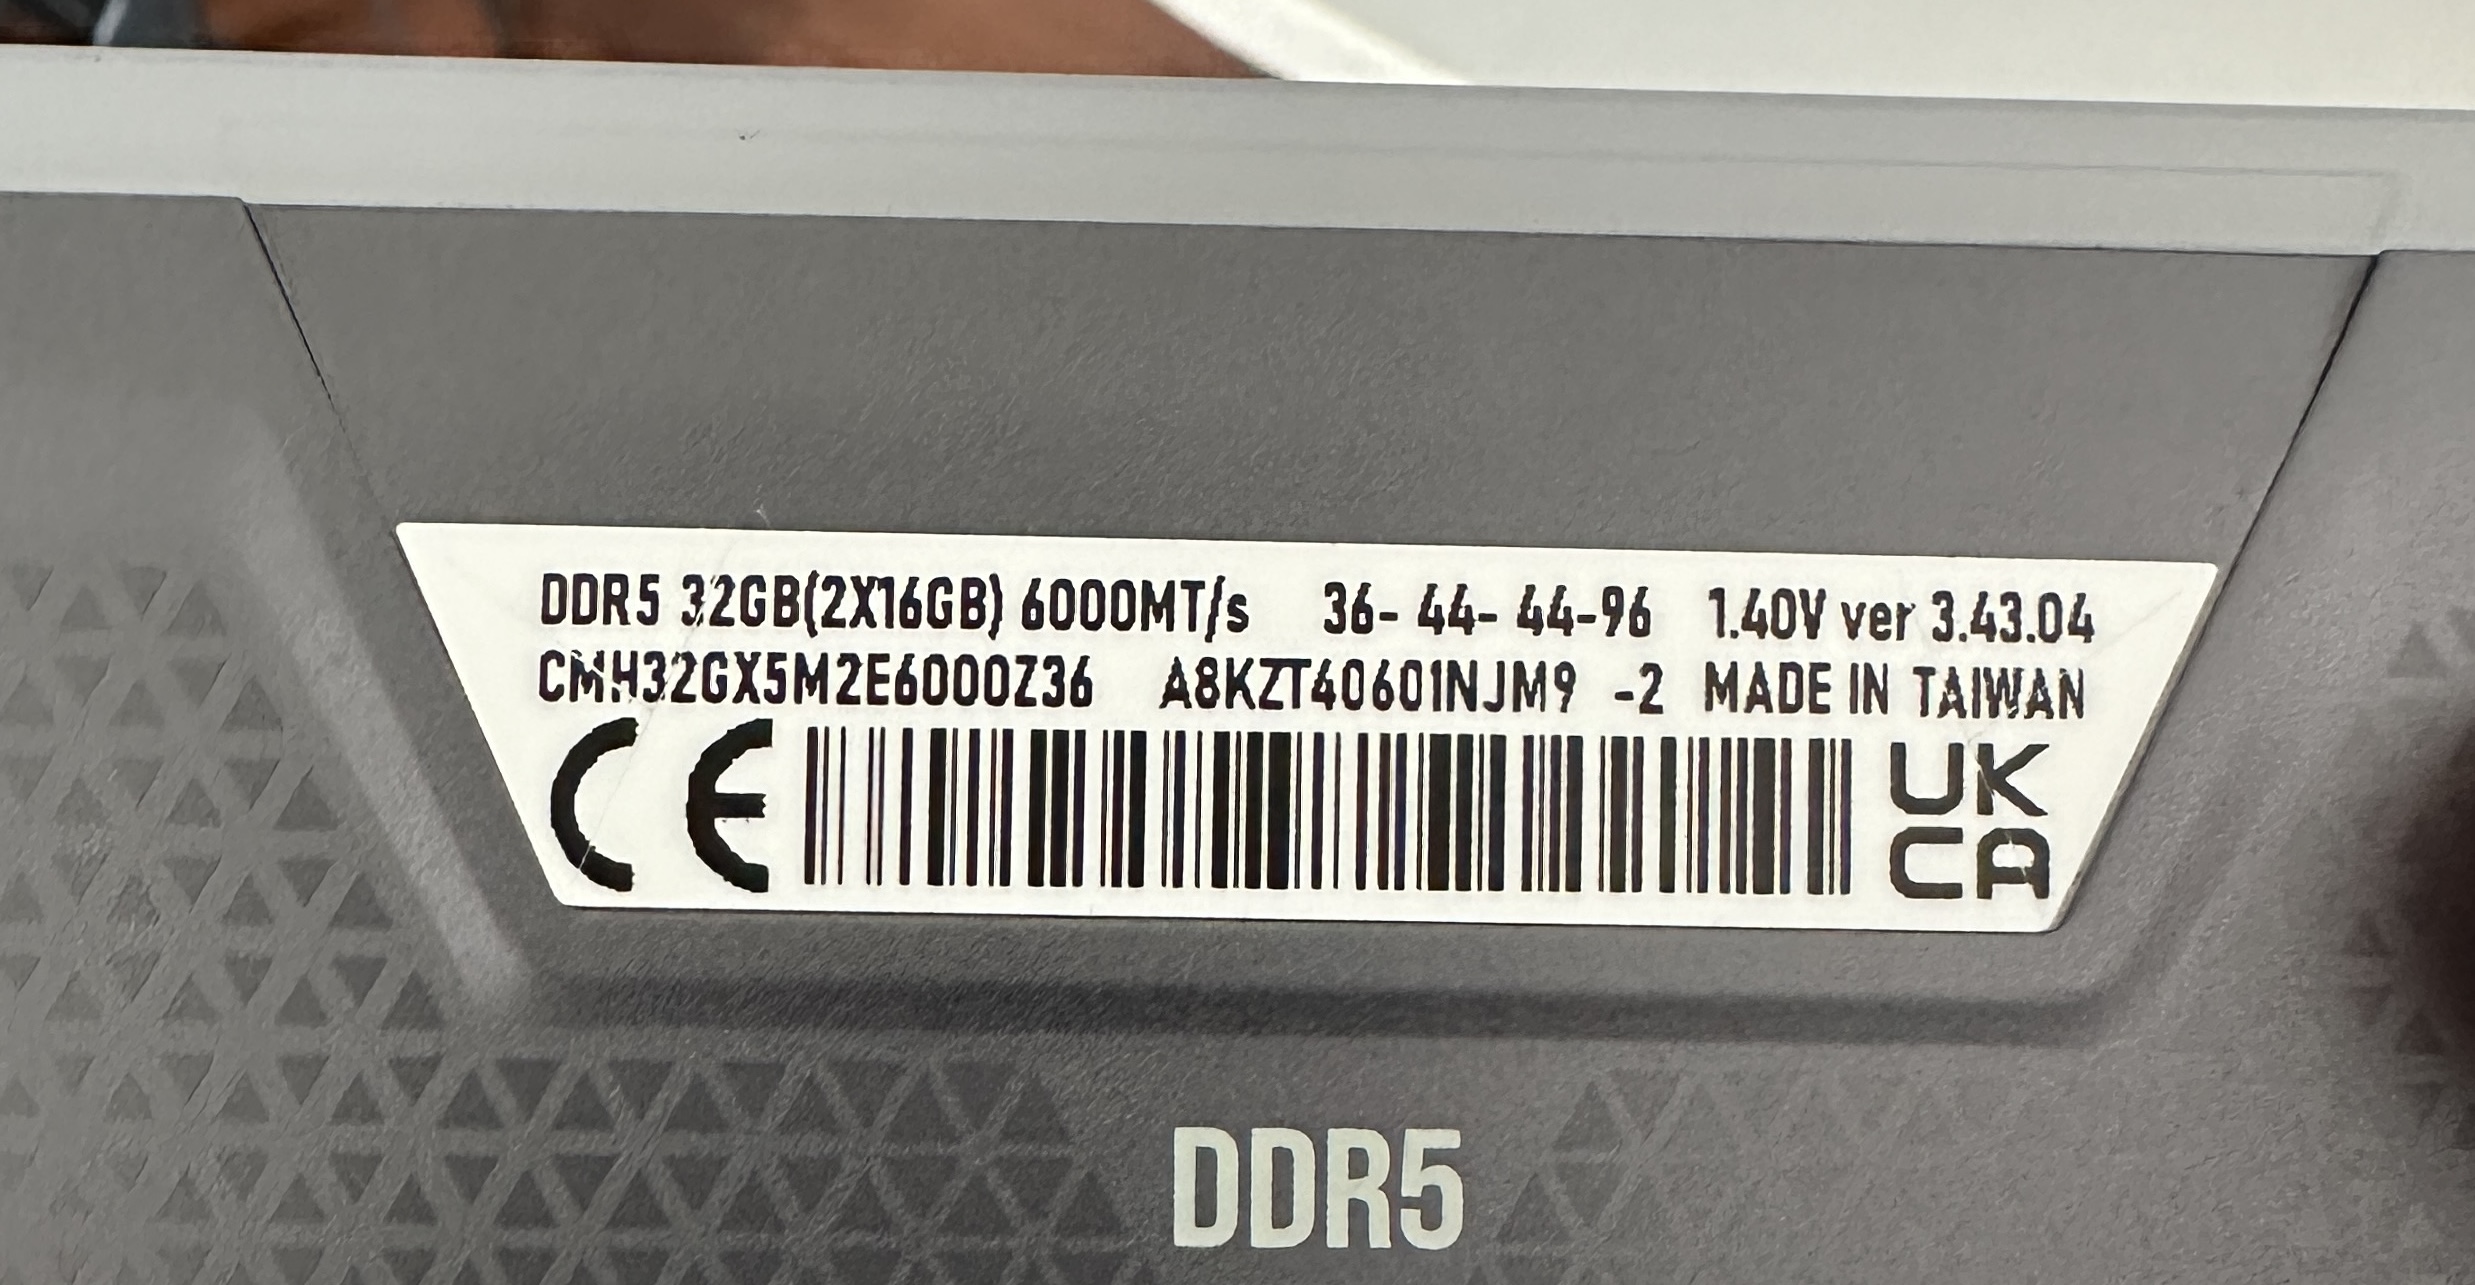 DDR5 32GB(2X16GB) 6000MT/s 36- 44- 44-96 1.40V ver 3.43.04
CMH32GX5M2E6000Z36 A8KZT40601NJM9 -2 MADE IN TAIWAN
CE
UK
CA
DDR5